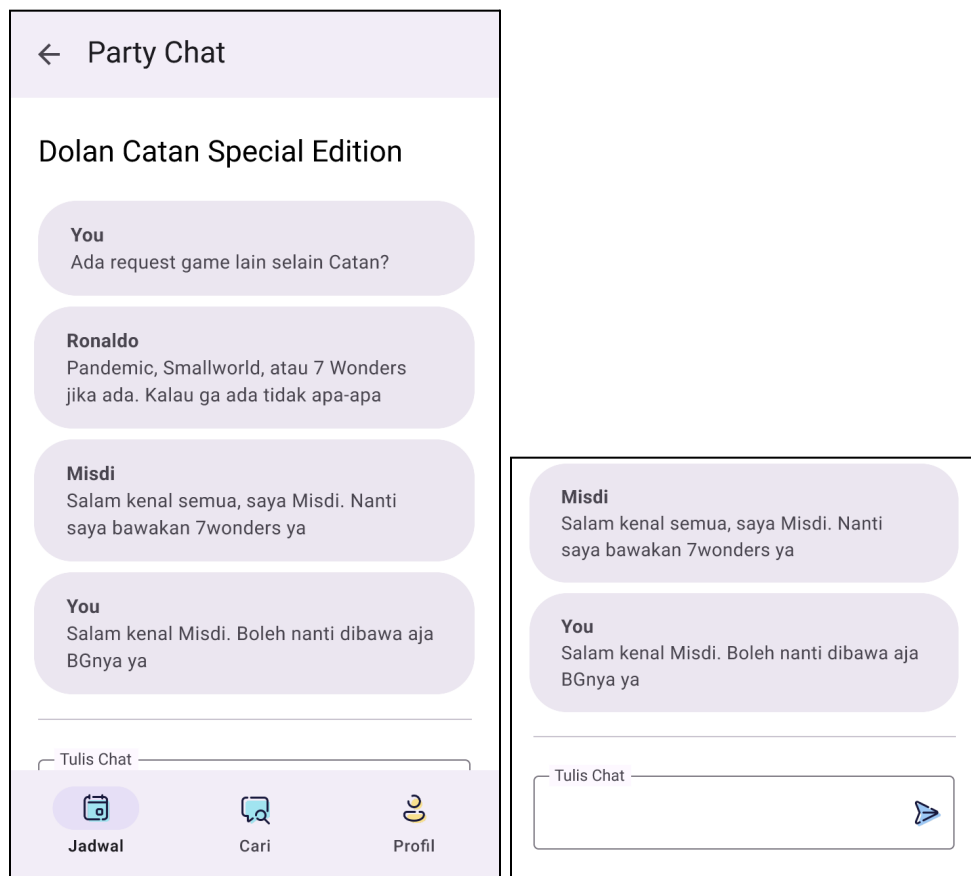 Party Chat
Dolan Catan Special Edition
You
Ada request game lain selain Catan?
Ronaldo
Pandemic, Smallworld, atau 7 Wonders
jika ada. Kalau ga ada tidak apa-apa
Misdi
Salam kenal semua, saya Misdi. Nanti
saya bawakan 7wonders ya
You
Salam kenal Misdi. Boleh nanti dibawa aja
BGnya ya
Tulis Chat
Jadwal
Cari
Profil
Misdi
Salam kenal semua, saya Misdi. Nanti
saya bawakan 7wonders ya
You
Salam kenal Misdi. Boleh nanti dibawa aja
BGnya ya
Tulis Chat